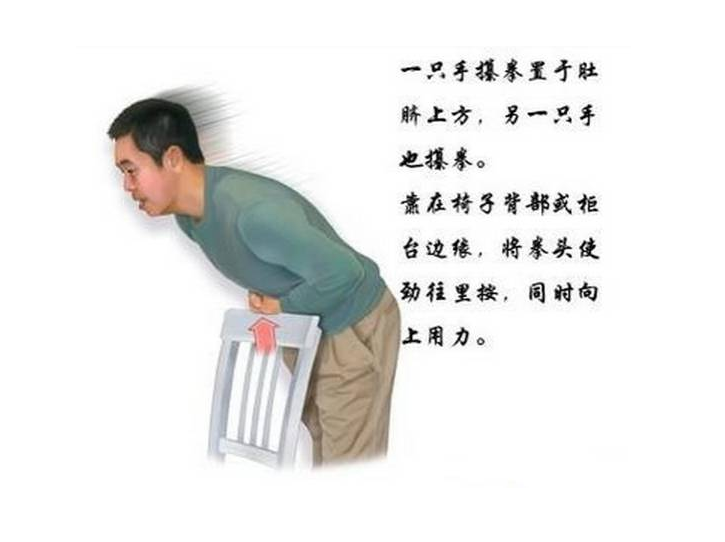 一只手攥拳置于肚
脐上方，另一只手
也攥拳。
靠在椅子背部或柜
台边缘，将拳头使
劲往里按，同时向
上用力。